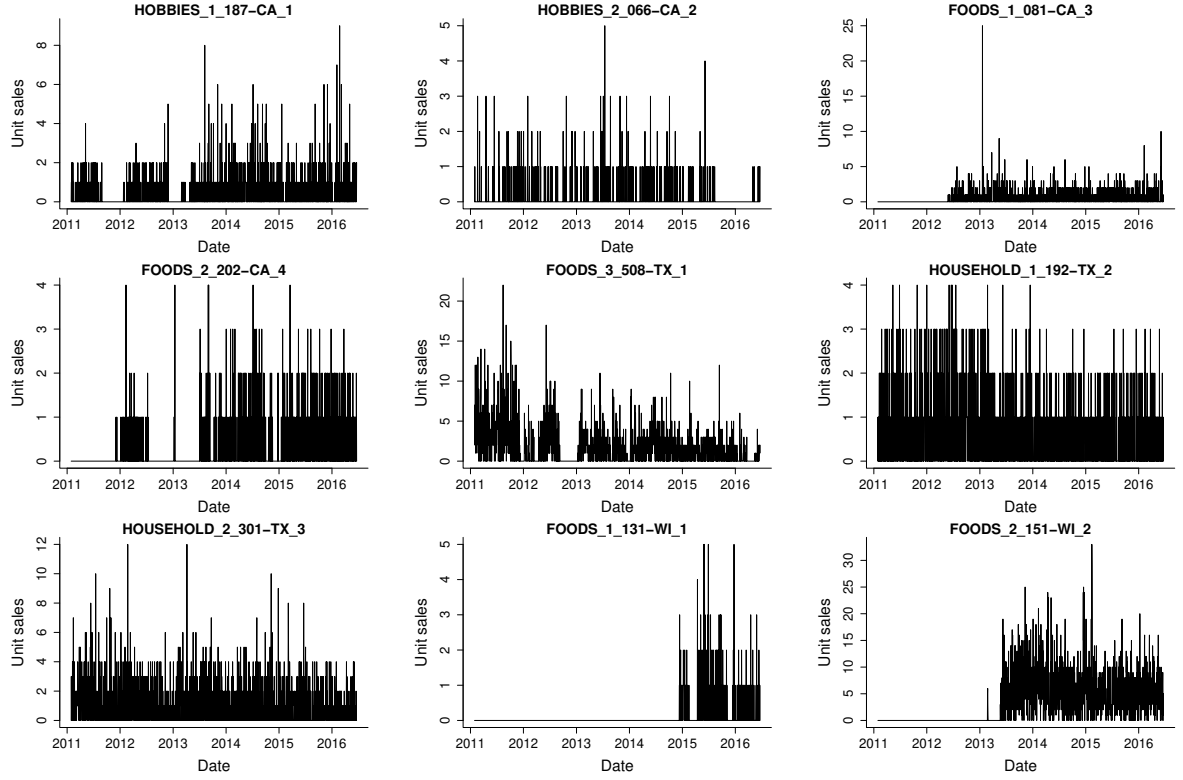 HOBBIES_1_187−CA_1
Unit sales
0 2 4 6 8
2011 2012 2013 2014 2015 2016
Date
HOBBIES_2_066−CA_2
Unit sales
0 1 2 3 4 5
2011 2012 2013 2014 2015 2016
Date
FOODS_1_081−CA_3
Unit sales
0 5 10 15 20 25
2011 2012 2013 2014 2015 2016
Date
FOODS_2_202−CA_4
Unit sales
0 1 2 3 4
2011 2012 2013 2014 2015 2016
Date
FOODS_3_508−TX_1
Unit sales
0 5 10 15 20
2011 2012 2013 2014 2015 2016
Date
HOUSEHOLD_1_192−TX_2
Unit sales
0 1 2 3 4
2011 2012 2013 2014 2015 2016
Date
HOUSEHOLD_2_301−TX_3
Unit sales
0 2 4 6 8 10 12
2011 2012 2013 2014 2015 2016
Date
FOODS_1_131−WI_1
Unit sales
0 1 2 3 4 5
2011 2012 2013 2014 2015 2016
Date
FOODS_2_151−WI_2
Unit sales
0 5 10 15 20 25 30
2011 2012 2013 2014 2015 2016
Date